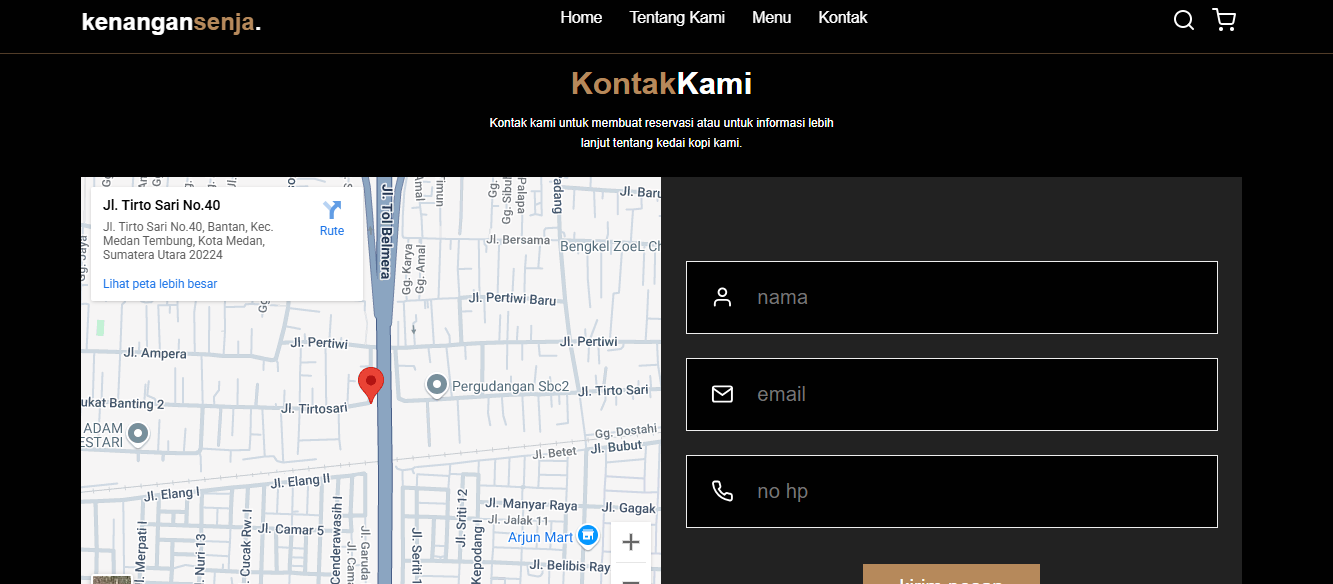 kenangansenja.
Home Tentang Kami Menu Kontak
KontakKami
Kontak kami untuk membuat reservasi atau untuk informasi lebih
lanjut tentang kedai kopi kami.
Jl. Tirto Sari No.40
Jl. Tirto Sari No.40, Bantan, Kec.
Medan Tembung, Kota Medan,
Sumatera Utara 20224
Rute
Lihat peta lebih besar
Jl. Tol Belmera
Jl. Baru
Jl. Bersama
Bengkel ZoeL Ch
Gg. Karya
Gg. Amal
Jl. Pertiwi Baru
Jl. Pertiwi
Jl. Pertiwi
Jl. Ampera
Pergudangan Sbc2
Jl. Tirto Sari
ukat Banting 2
Jl. Tirtosari
ADAM
ESTARI
Gg. Dostahi
Jl. Bubut
Jl. Betet
Jl. Elang II
Jl. Elang I
Jl. Manyar Raya
Jl. Gagak
Jl. Jalak 11
Jl. Camar 5
Arjun Mart
Jl. Belibis Ray
Jl. Merpati I
Nuri 13
Cucak Rw. I
Cenderawasih I
Jl. Garuda
Jl. Cama
Jl. Seriti
Jl. Sriti 12
Kepodang I
nama
email
no hp
kirim pesan